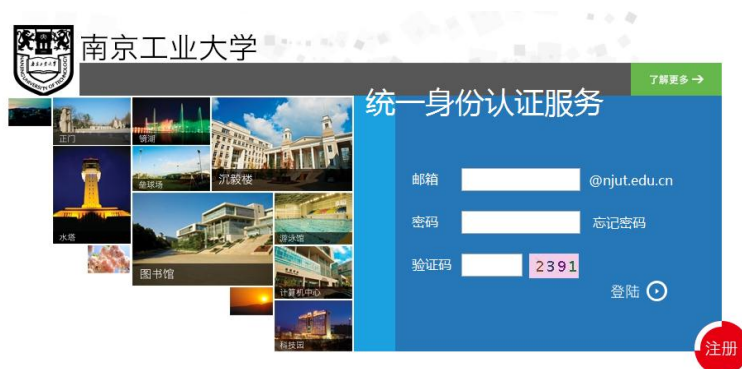 南京工业大学
了解更多→
统一身份认证服务
正门
镜湖
垒球场
沉毅楼
水塔
图书馆
游泳馆
计算机中心
科技园
邮箱 @njut.edu.cn
密码 忘记密码
验证码 2391
登陆
注册